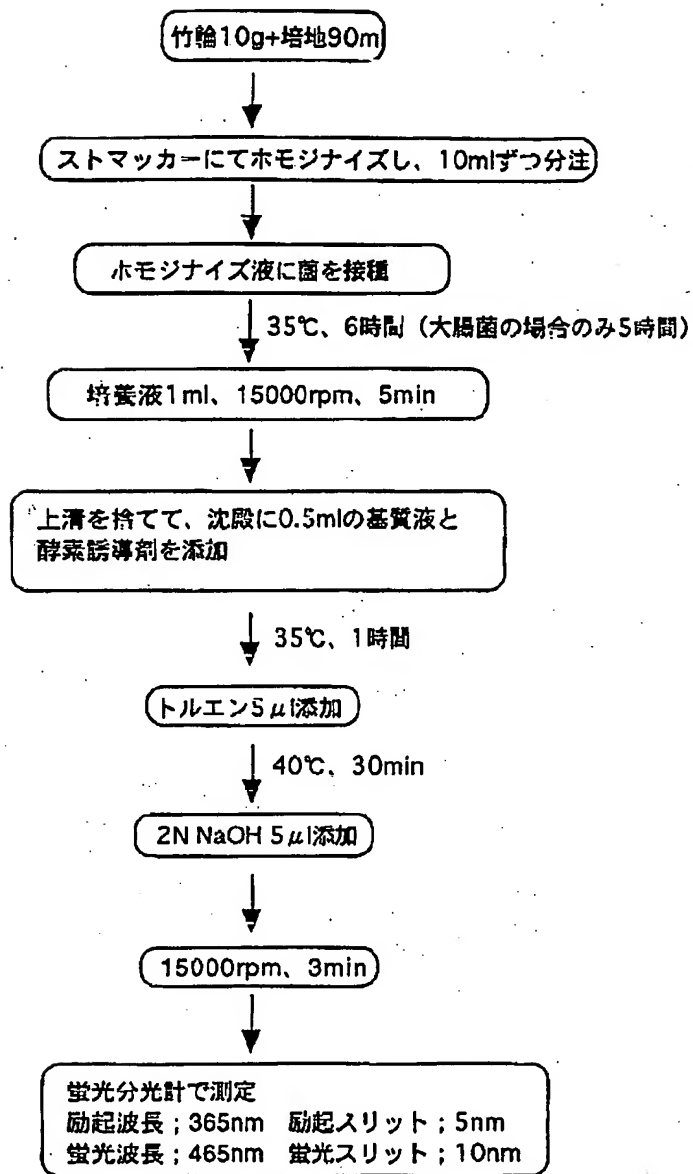 竹輪10g+培地90m
ストマッカーにてホモジナイズし、10mlずつ分注
ホモジナイズ液に菌を接種
35℃、6時間（大腸菌の場合のみ5時間）
培養液1ml、15000rpm、5min
上清を捨てて、沈殿に0.5mlの基質液と
酵素誘導剤を添加
35℃、1時間
トルエン5μl添加
40℃、30min
2N NaOH 5μl添加
15000rpm、3min
蛍光分光計で測定
励起波長；365nm 励起スリット；5nm
蛍光波長；465nm 蛍光スリット；10nm